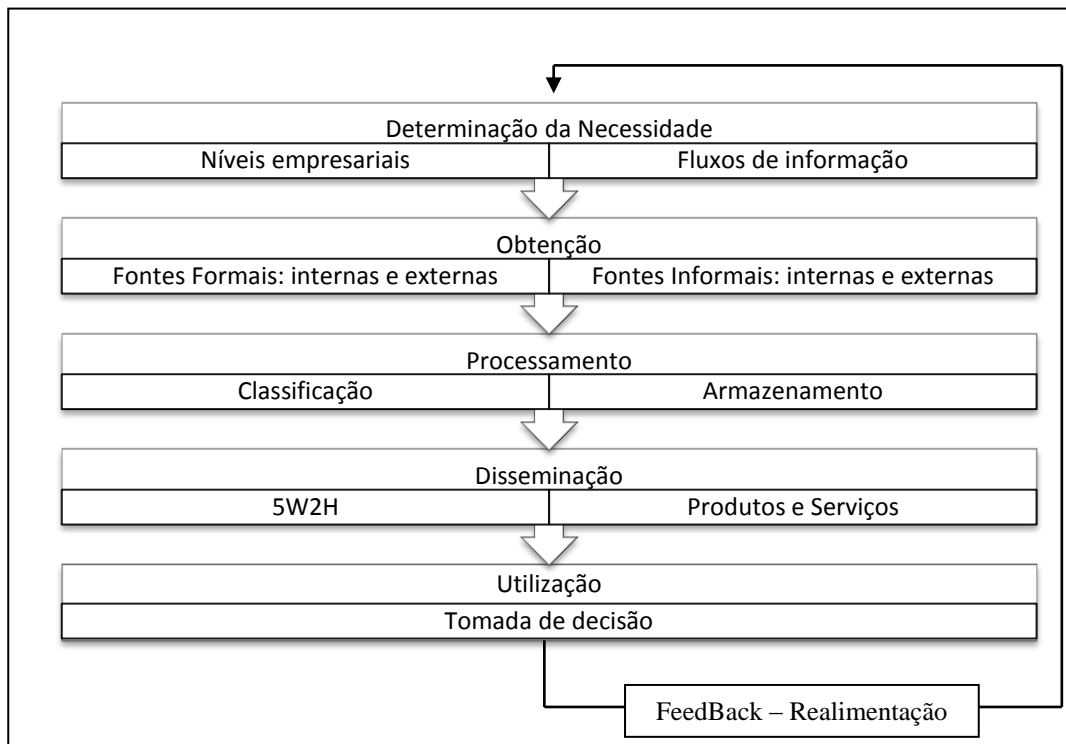 Determinação da Necessidade
Níveis empresariais
Fluxos de informação
Obtenção
Fontes Formais: internas e externas
Fontes Informais: internas e externas
Processamento
Classificação
Armazenamento
Disseminação
5W2H
Produtos e Serviços
Utilização
Tomada de decisão
FeedBack – Realimentação